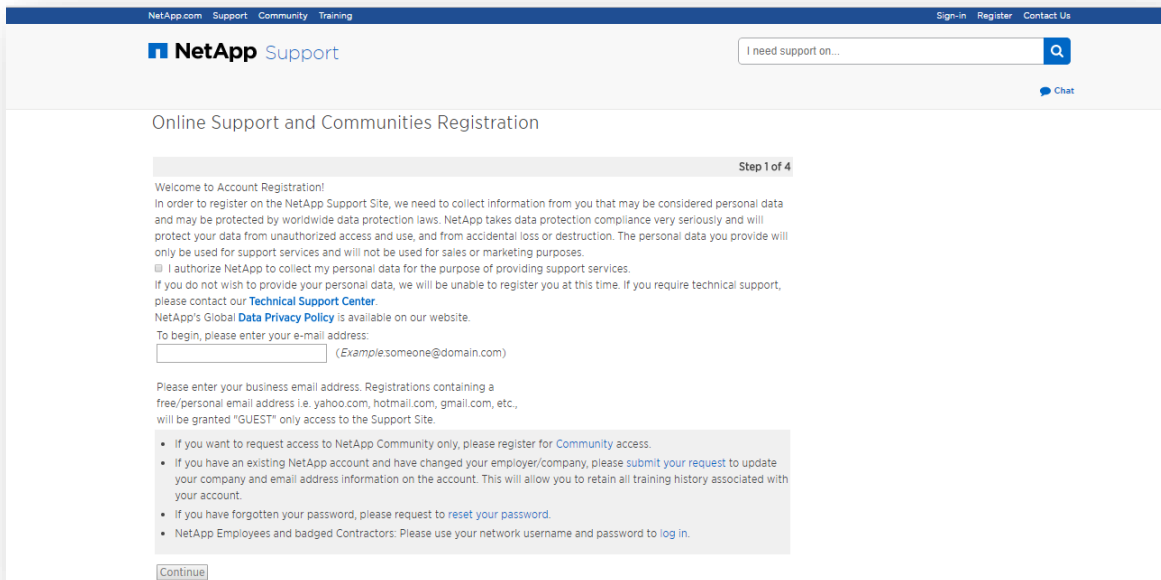 NetApp.com Support Community Training Sign-in Register Contact Us
NetApp Support
I need support on...
Chat
Online Support and Communities Registration
Step 1 of 4
Welcome to Account Registration!
In order to register on the NetApp Support Site, we need to collect information from you that may be considered personal data
and may be protected by worldwide data protection laws. NetApp takes data protection compliance very seriously and will
protect your data from unauthorized access and use, and from accidental loss or destruction. The personal data you provide will
only be used for support services and will not be used for sales or marketing purposes.
I authorize NetApp to collect my personal data for the purpose of providing support services.
If you do not wish to provide your personal data, we will be unable to register you at this time. If you require technical support,
please contact our Technical Support Center.
NetApp's Global Data Privacy Policy is available on our website.
To begin, please enter your e-mail address:
(Example:someone@domain.com)
Please enter your business email address. Registrations containing a
free/personal email address i.e. yahoo.com, hotmail.com, gmail.com, etc.,
will be granted "GUEST" only access to the Support Site.
• If you want to request access to NetApp Community only, please register for Community access.
• If you have an existing NetApp account and have changed your employer/company, please submit your request to update
your company and email address information on the account. This will allow you to retain all training history associated with
your account.
• If you have forgotten your password, please request to reset your password.
• NetApp Employees and badged Contractors: Please use your network username and password to log in.
Continue